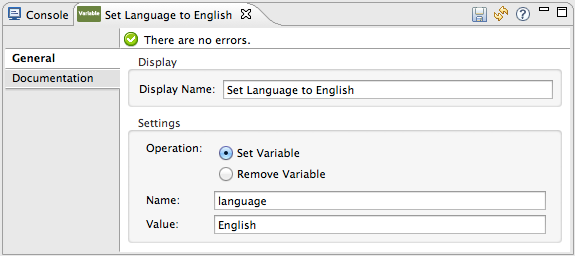 Console Variable Set Language to English
There are no errors.
General
Documentation
Display
Display Name: Set Language to English
Settings
Operation: Set Variable
Remove Variable
Name: language
Value: English